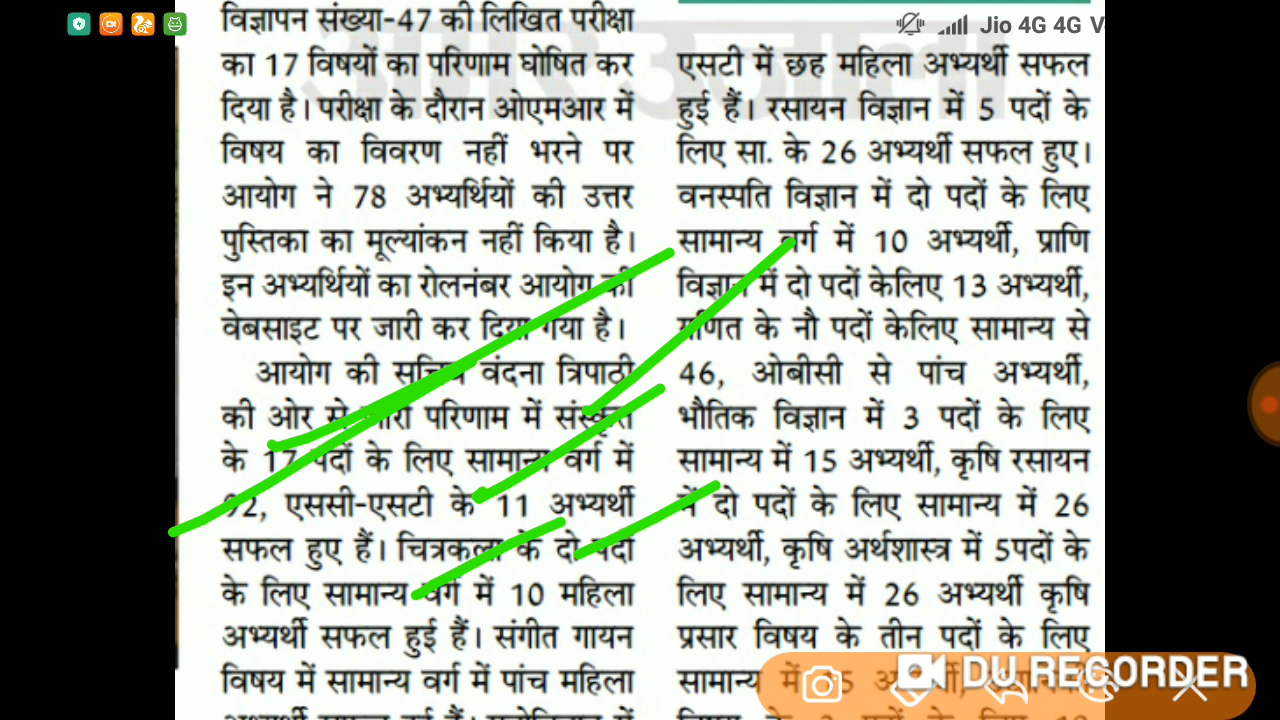 Jio 4G 4G V
विज्ञापन संख्या-47 की लिखित परीक्षा
का 17 विषयों का परिणाम घोषित कर
दिया है। परीक्षा के दौरान ओएमआर में
विषय का विवरण नहीं भरने पर
आयोग ने 78 अभ्यर्थियों की उत्तर
पुस्तिका का मूल्यांकन नहीं किया है।
इन अभ्यर्थियों का रोलनंबर आयोग की
वेबसाइट पर जारी कर दिया गया है।
आयोग की सचिव वंदना त्रिपाठी
की ओर से जारी परिणाम में संस्कृत
के 17 पदों के लिए सामान्य वर्ग में
92, एससी-एसटी के 11 अभ्यर्थी
सफल हुए हैं। चित्रकला के दो पदों
के लिए सामान्य वर्ग में 10 महिला
अभ्यर्थी सफल हुई हैं। संगीत गायन
विषय में सामान्य वर्ग में पांच महिला
एसटी में छह महिला अभ्यर्थी सफल
हुई हैं। रसायन विज्ञान में 5 पदों के
लिए सा. के 26 अभ्यर्थी सफल हुए।
वनस्पति विज्ञान में दो पदों के लिए
सामान्य वर्ग में 10 अभ्यर्थी, प्राणि
विज्ञान में दो पदों केलिए 13 अभ्यर्थी,
गणित के नौ पदों केलिए सामान्य से
46, ओबीसी से पांच अभ्यर्थी,
भौतिक विज्ञान में 3 पदों के लिए
सामान्य में 15 अभ्यर्थी, कृषि रसायन
में दो पदों के लिए सामान्य में 26
अभ्यर्थी, कृषि अर्थशास्त्र में 5पदों के
लिए सामान्य में 26 अभ्यर्थी कृषि
प्रसार विषय के तीन पदों के लिए
सामान्य में
DU RECORDER